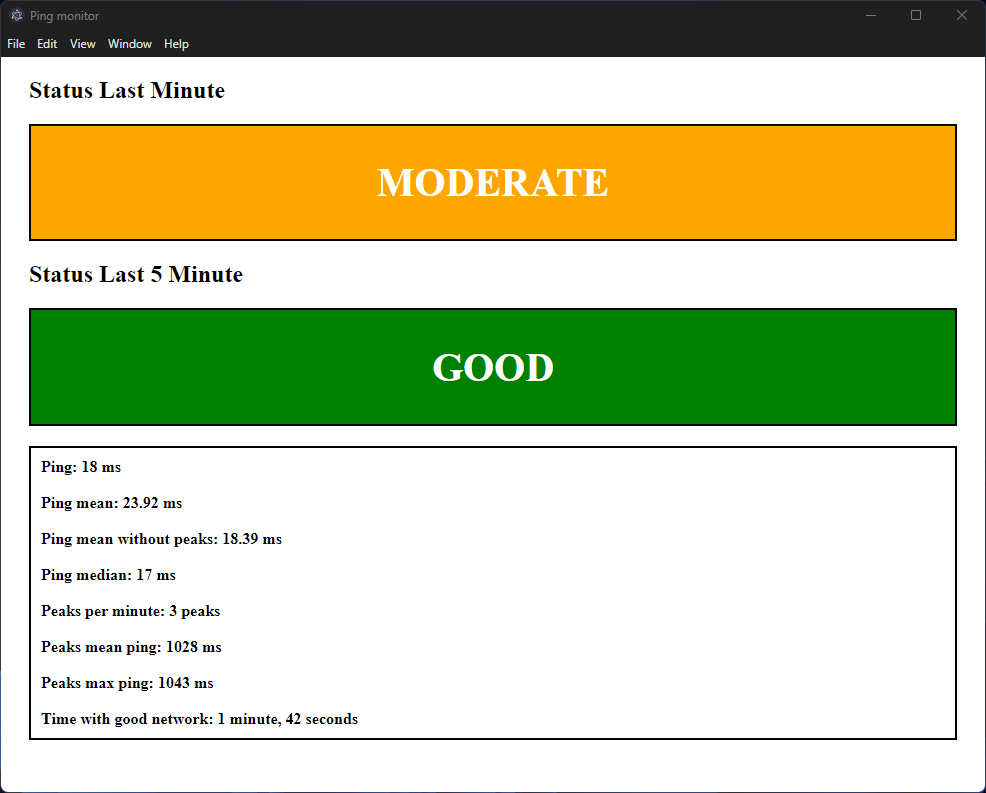 Ping monitor
File Edit View Window Help
Status Last Minute
MODERATE
Status Last 5 Minute
GOOD
Ping: 18 ms
Ping mean: 23.92 ms
Ping mean without peaks: 18.39 ms
Ping median: 17 ms
Peaks per minute: 3 peaks
Peaks mean ping: 1028 ms
Peaks max ping: 1043 ms
Time with good network: 1 minute, 42 seconds